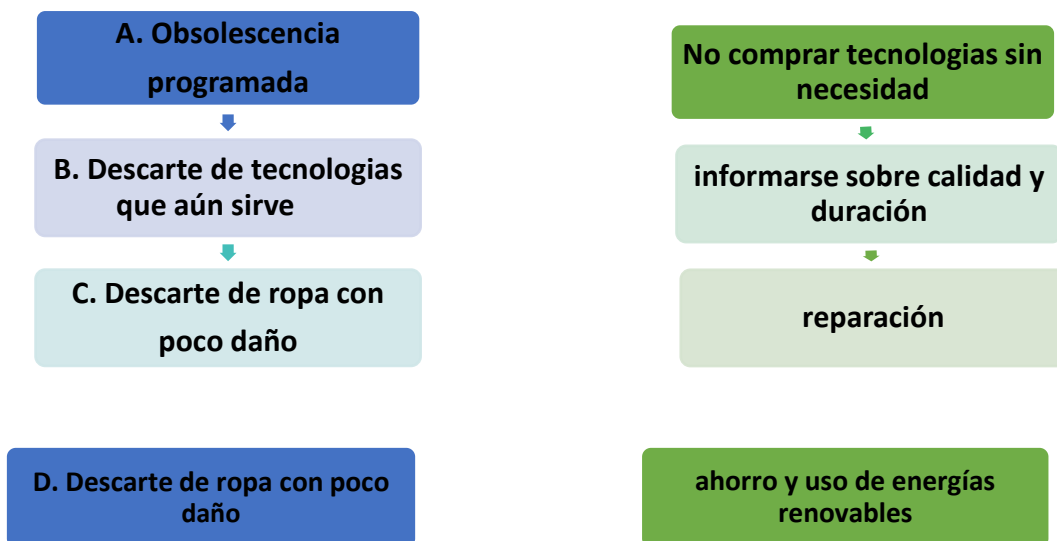 A. Obsolescencia
programada
B. Descarte de tecnologias
que aún sirve
C. Descarte de ropa con
poco daño
D. Descarte de ropa con poco
daño
No comprar tecnologias sin
necesidad
informarse sobre calidad y
duración
reparación
ahorro y uso de energías
renovables